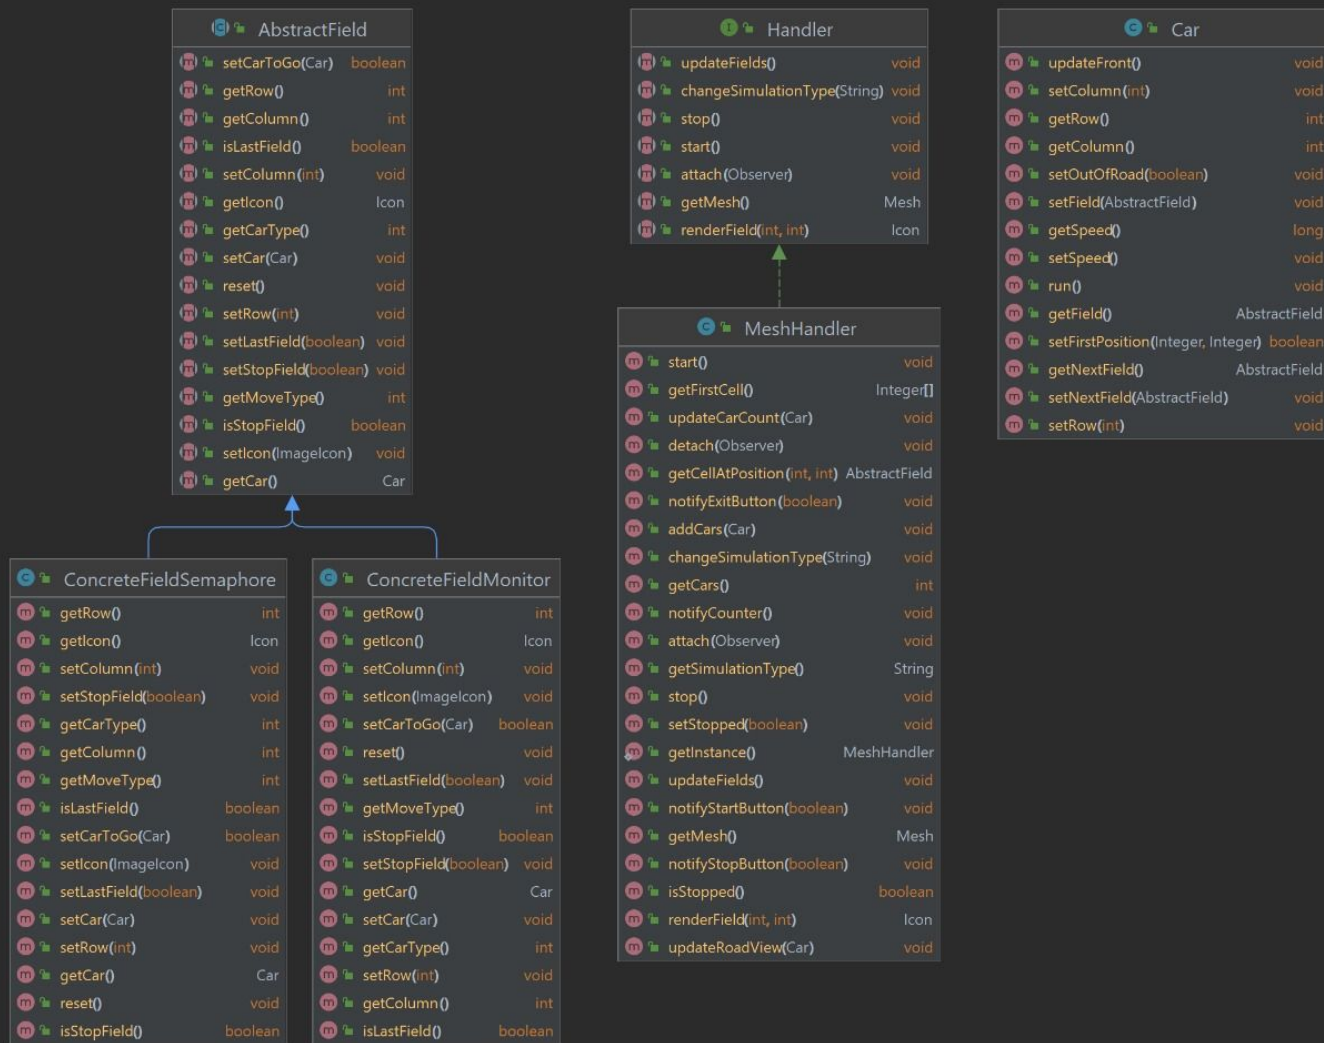 AbstractField
setCarToGo(Car) boolean
getRow() int
getColumn() int
isLastField() boolean
setColumn(int) void
getIcon() Icon
getCarType() int
setCar(Car) void
reset() void
setRow(int) void
setLastField(boolean) void
setStopField(boolean) void
getMoveType() int
isStopField() boolean
setIcon(ImageIcon) void
getCar() Car
Handler
updateFields() void
changeSimulationType(String) void
stop() void
start() void
attach(Observer) void
getMesh() Mesh
renderField(int, int) Icon
Car
updateFront() void
setColumn(int) void
getRow() int
getColumn() int
setOutOfRoad(boolean) void
setField(AbstractField) void
getSpeed() long
setSpeed() void
run() void
getField() AbstractField
setFirstPosition(Integer, Integer) boolean
getNextField() AbstractField
setNextField(AbstractField) void
setRow(int) void
MeshHandler
start() void
getFirstCell() Integer[]
updateCarCount(Car) void
detach(Observer) void
getCellAtPosition(int, int) AbstractField
notifyExitButton(boolean) void
addCars(Car) void
changeSimulationType(String) void
getCars() int
notifyCounter() void
attach(Observer) void
getSimulationType() String
stop() void
setStopped(boolean) void
getInstance() MeshHandler
updateFields() void
notifyStartButton(boolean) void
getMesh() Mesh
notifyStopButton(boolean) void
isStopped() boolean
renderField(int, int) Icon
updateRoadView(Car) void
ConcreteFieldSemaphore
getRow() int
getIcon() Icon
setColumn(int) void
setStopField(boolean) void
getCarType() int
getColumn() int
getMoveType() int
isLastField() boolean
setCarToGo(Car) boolean
setIcon(ImageIcon) void
setLastField(boolean) void
setCar(Car) void
setRow(int) void
getCar() Car
reset() void
isStopField() boolean
ConcreteFieldMonitor
getRow() int
getIcon() Icon
setColumn(int) void
setIcon(ImageIcon) void
setCarToGo(Car) boolean
reset() void
setLastField(boolean) void
getMoveType() int
isStopField() boolean
setStopField(boolean) void
getCar() Car
setCar(Car) void
getCarType() int
setRow(int) void
getColumn() int
isLastField() boolean